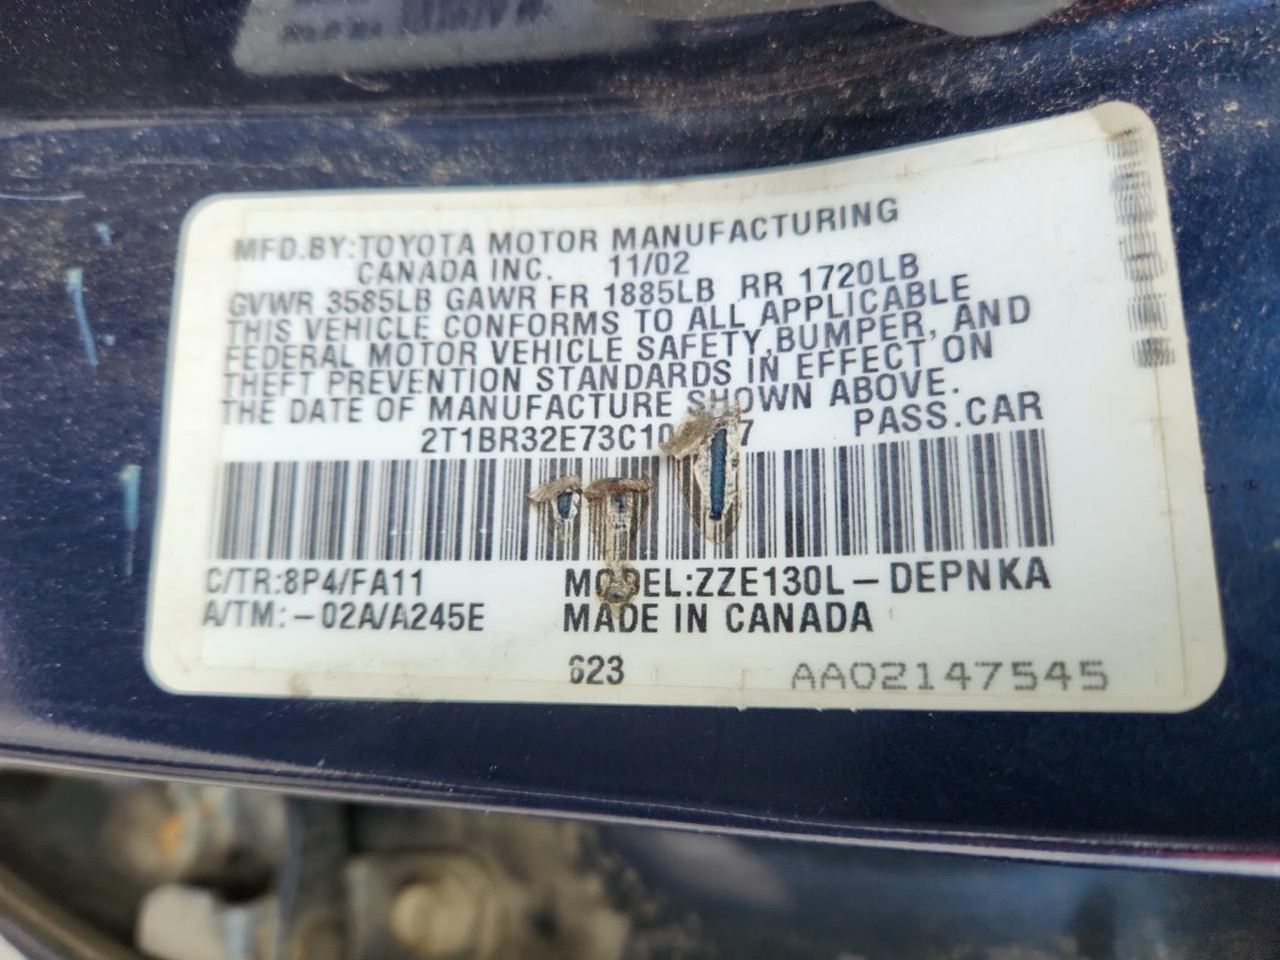 MFD.BY:TOYOTA MOTOR MANUFACTURING
CANADA INC. 11/02
GVWR 3585LB GAWR FR 1885LB RR 1720LB
THIS VEHICLE CONFORMS TO ALL APPLICABLE
FEDERAL MOTOR VEHICLE SAFETY,BUMPER, AND
THEFT PREVENTION STANDARDS IN EFFECT ON
THE DATE OF MANUFACTURE SHOWN ABOVE.
PASS.CAR
C/TR:8P4/FA11 MODEL:ZZE130L-DEPNKA
A/TM:-02A/A245E MADE IN CANADA
623 AA02147545